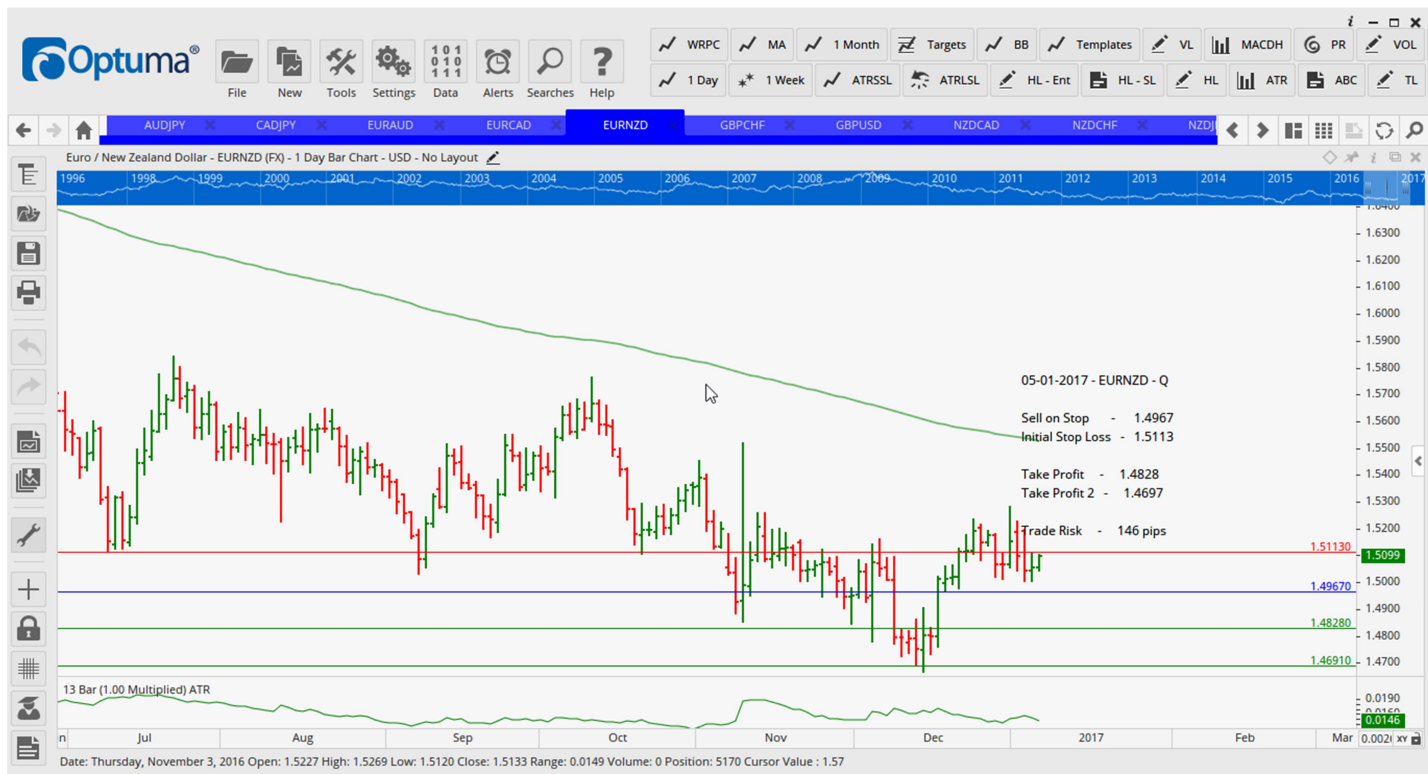 Optuma®
File
New
Tools
Settings
101
010
111
Data
Alerts
Searches
?
Help
WRPC
MA
1 Month
Targets
BB
Templates
VL
MACDH
PR
VOL
1 Day
1 Week
ATRSSL
ATRLSL
HL - Ent
HL - SL
HL
ATR
ABC
TL
AUDJPY
CADJPY
EURAUD
EURCAD
EURNZD
GBPCHF
GBPUSD
NZDCAD
NZDCHF
Euro / New Zealand Dollar - EURNZD (FX) - 1 Day Bar Chart - USD - No Layout
1996 1998 1999 2000 2001 2002 2003 2004 2005 2006 2007 2008 2009 2010 2011 2012 2013 2014 2015 2016 2017
1.6400
1.6300
1.6200
1.6100
1.6000
1.5900
1.5800
1.5700
1.5600
1.5500
1.5400
1.5300
1.5200
1.5099
1.5000
1.4900
1.4800
1.4700
05-01-2017 - EURNZD - Q
Sell on Stop - 1.4967
Initial Stop Loss - 1.5113
Take Profit - 1.4828
Take Profit 2 - 1.4697
Trade Risk - 146 pips
1.51130
1.49670
1.48280
1.46910
13 Bar (1.00 Multiplied) ATR
0.0190
0.0146
Jul Aug Sep Oct Nov Dec 2017 Feb Mar
XY
Date: Thursday, November 3, 2016 Open: 1.5227 High: 1.5269 Low: 1.5120 Close: 1.5133 Range: 0.0149 Volume: 0 Position: 5170 Cursor Value : 1.57